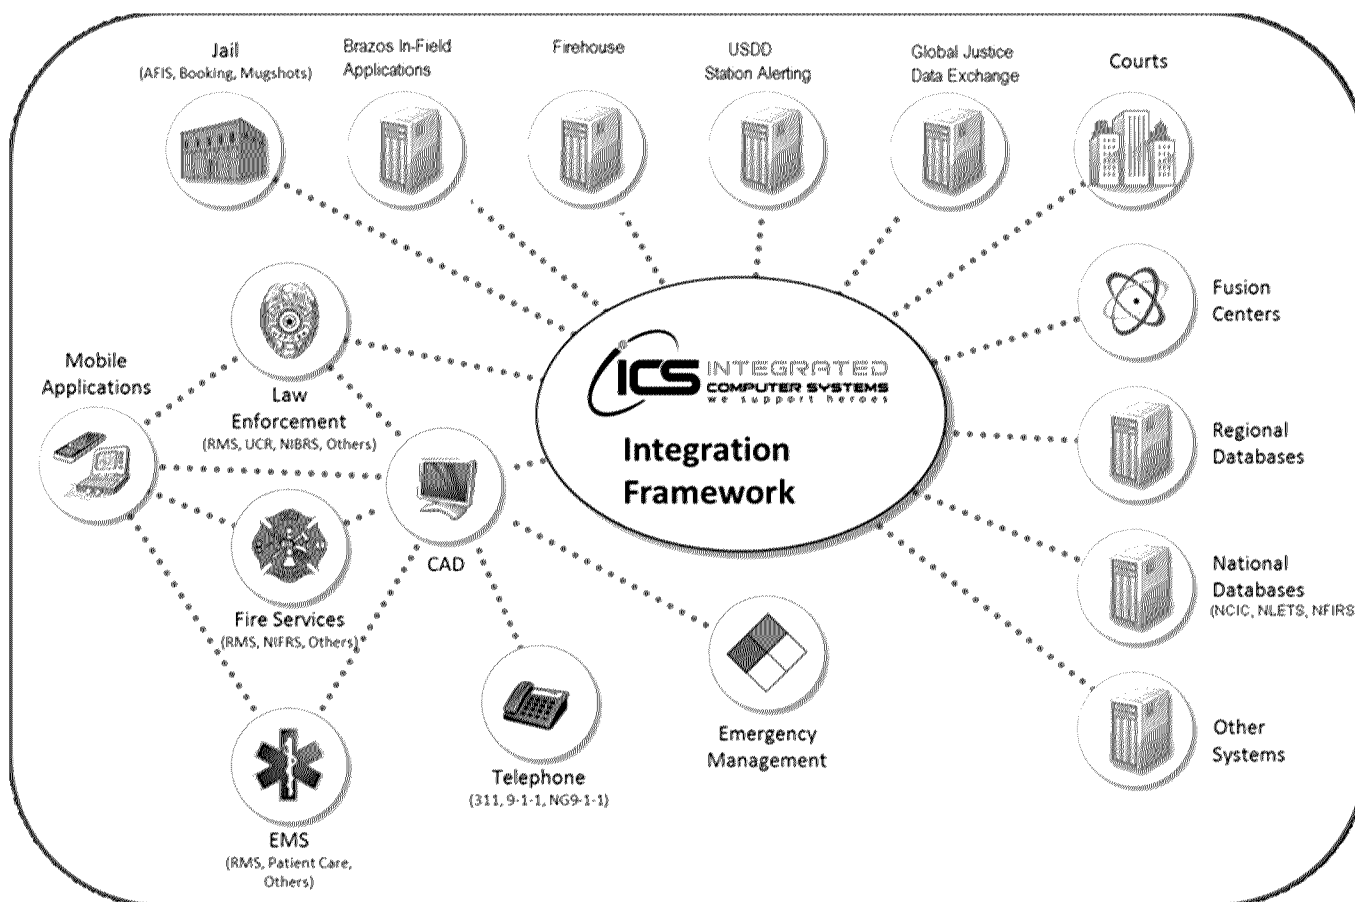 Jail
(AFIS, Booking, Mugshots)
Brazos In-Field
Applications
Firehouse
USDD
Station Alerting
Global Justice
Data Exchange
Courts
Fusion
Centers
Mobile
Applications
Law
Enforcement
(RMS, UCR, NIBRS, Others)
ICS INTEGRATED
COMPUTER SYSTEMS
we support heroes
Integration
Framework
Regional
Databases
CAD
National
Databases
(NCIC, NLETS, NFIRS
Fire Services
(RMS, NIFRS, Others)
Telephone
(311, 9-1-1, NG9-1-1)
Emergency
Management
Other
Systems
EMS
(RMS, Patient Care,
Others)